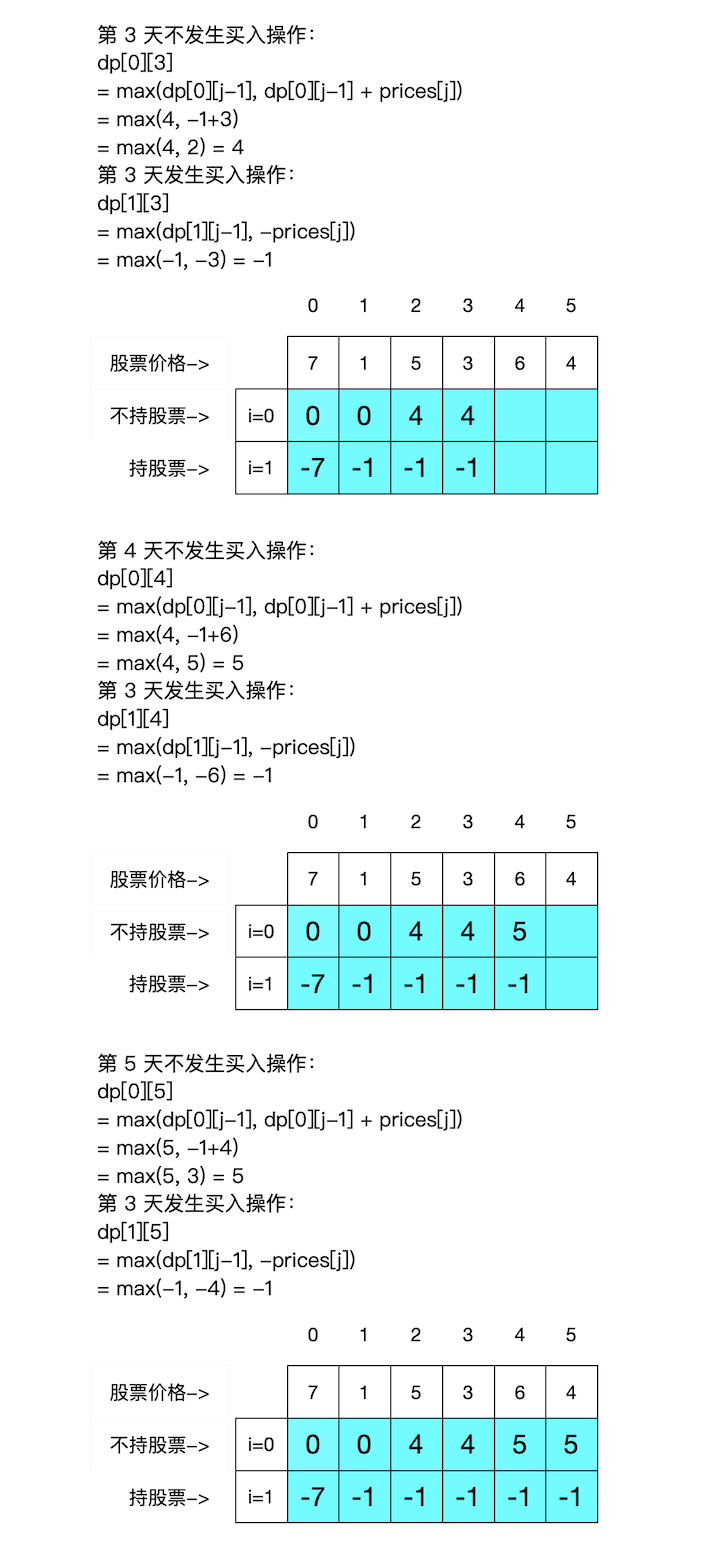 第 3 天不发生买入操作：
dp[0][3]
= max(dp[0][j-1], dp[0][j-1] + prices[j])
= max(4, -1+3)
= max(4, 2) = 4
第 3 天发生买入操作：
dp[1][3]
= max(dp[1][j-1], -prices[j])
= max(-1, -3) = -1
0 1 2 3 4 5
股票价格-> 7 1 5 3 6 4
不持股票-> i=0 0 0 4 4
持股票-> i=1 -7 -1 -1 -1
第 4 天不发生买入操作：
dp[0][4]
= max(dp[0][j-1], dp[0][j-1] + prices[j])
= max(4, -1+6)
= max(4, 5) = 5
第 3 天发生买入操作：
dp[1][4]
= max(dp[1][j-1], -prices[j])
= max(-1, -6) = -1
0 1 2 3 4 5
股票价格-> 7 1 5 3 6 4
不持股票-> i=0 0 0 4 4 5
持股票-> i=1 -7 -1 -1 -1 -1
第 5 天不发生买入操作：
dp[0][5]
= max(dp[0][j-1], dp[0][j-1] + prices[j])
= max(5, -1+4)
= max(5, 3) = 5
第 3 天发生买入操作：
dp[1][5]
= max(dp[1][j-1], -prices[j])
= max(-1, -4) = -1
0 1 2 3 4 5
股票价格-> 7 1 5 3 6 4
不持股票-> i=0 0 0 4 4 5 5
持股票-> i=1 -7 -1 -1 -1 -1 -1